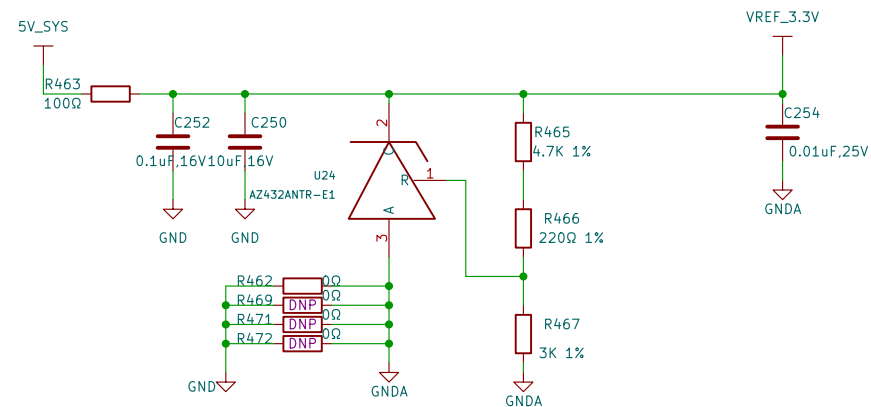 VREF_3.3V
5V_SYS
R463
100Ω
C252
0.1uF,16V
C250
10uF,16V
2
C
U24
AZ432ANTR-E1
R
1
A
3
R465
4.7K 1%
C254
0.01uF,25V
GNDA
R466
220Ω 1%
GND
GND
R462
0Ω
R469
DNP
0Ω
R471
DNP
0Ω
R472
DNP
0Ω
R467
3K 1%
GND
GNDA
GNDA